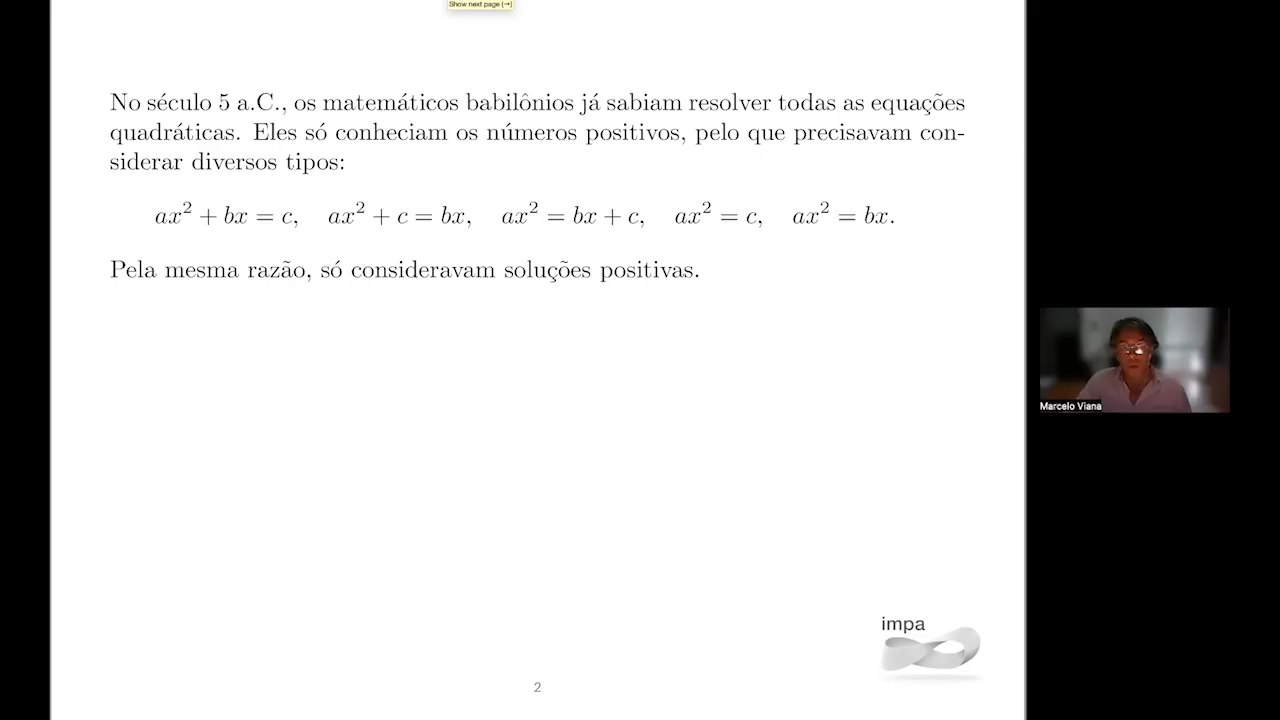 Show next page (→)
No século 5 a.C., os matemáticos babilônios já sabiam resolver todas as equações
quadráticas. Eles só conheciam os números positivos, pelo que precisavam con-
siderar diversos tipos:
ax² + bx = c, ax² + c = bx, ax² = bx + c, ax² = c, ax² = bx.
Pela mesma razão, só consideravam soluções positivas.
Marcelo Viana
impa
2